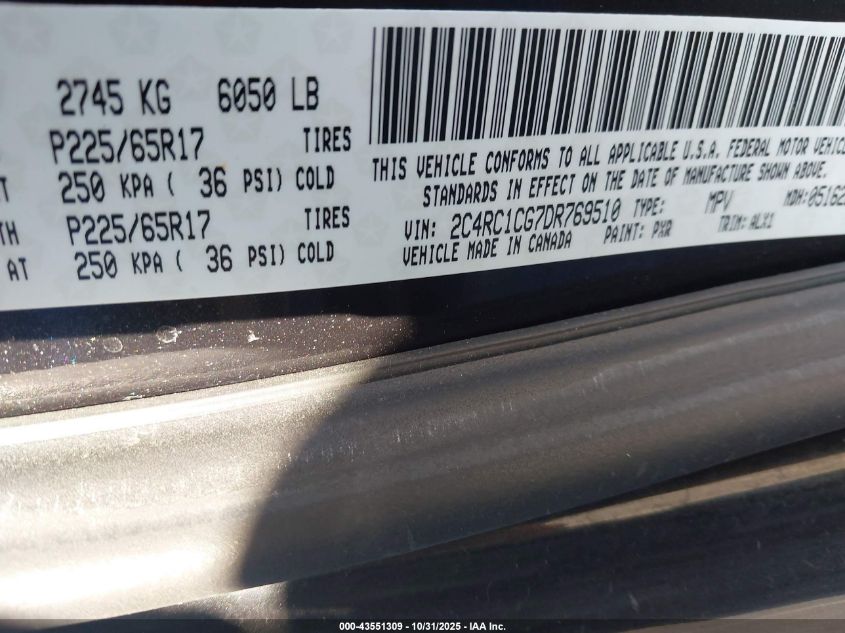 2745 KG 6050 LB
P225/65R17 TIRES
250 KPA ( 36 PSI) COLD
TH P225/65R17 TIRES
AT 250 KPA ( 36 PSI) COLD
THIS VEHICLE CONFORMS TO ALL APPLICABLE U.S.A. FEDERAL MOTOR VEHICLE
STANDARDS IN EFFECT ON THE DATE OF MANUFACTURE SHOWN ABOVE.
VIN: 2C4RC1CG7DR769510 TYPE: MPV MDH:05162
VEHICLE MADE IN CANADA PAINT: PXR TRIM: ALX1
000-43551309 - 10/31/2025 - IAA Inc.